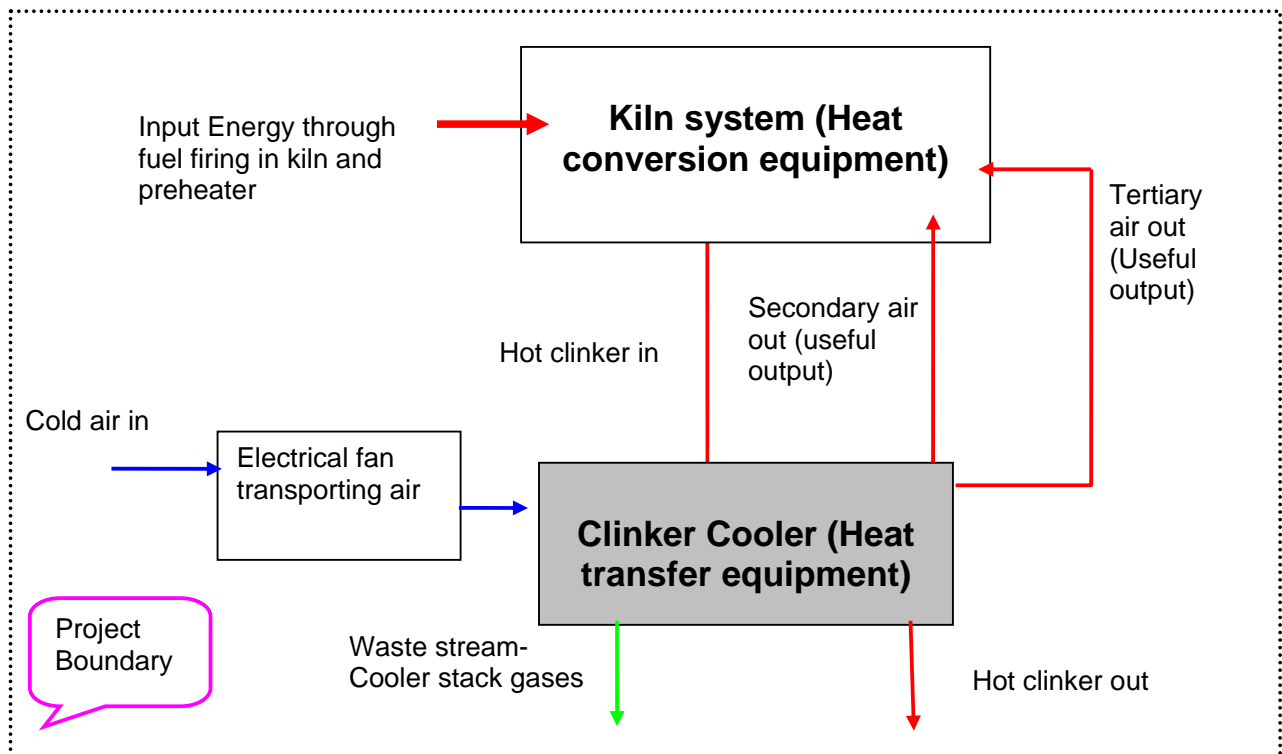 Kiln system (Heat
conversion equipment)
Input Energy through
fuel firing in kiln and
preheater
Tertiary
air out
(Useful
output)
Secondary air
out (useful
output)
Hot clinker in
Cold air in
Electrical fan
transporting air
Clinker Cooler (Heat
transfer equipment)
Project
Boundary
Waste stream-
Cooler stack gases
Hot clinker out